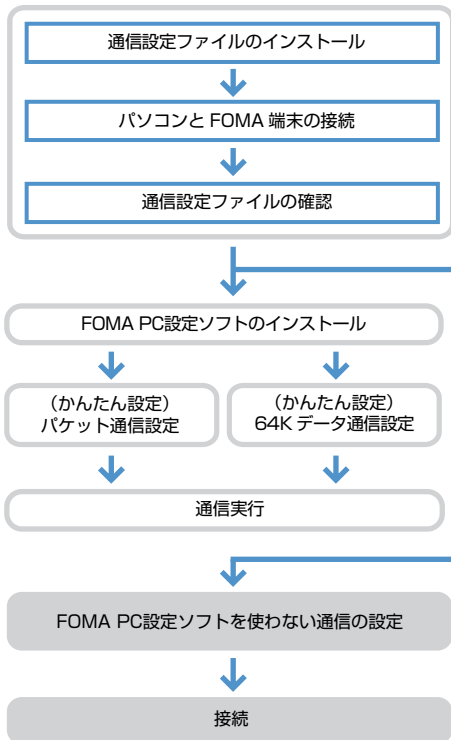 通信設定ファイルのインストール
パソコンと FOMA 端末の接続
通信設定ファイルの確認
FOMA PC設定ソフトのインストール
（かんたん設定）
パケット通信設定
（かんたん設定）
64K データ通信設定
通信実行
FOMA PC設定ソフトを使わない通信の設定
接続